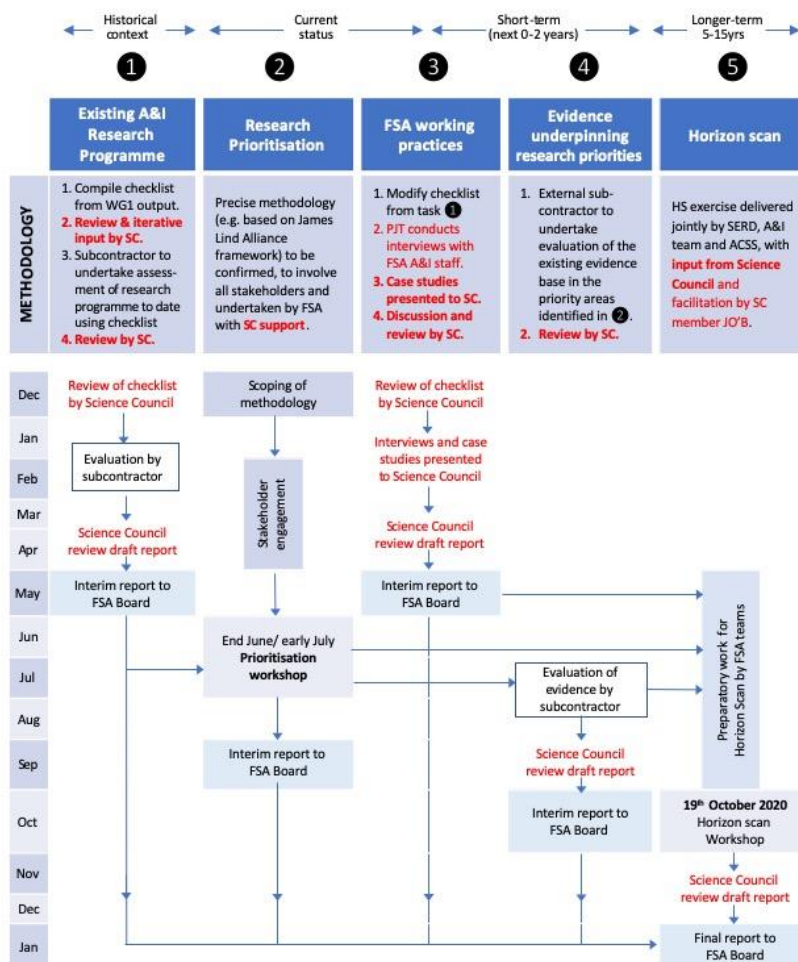 Historical
context
Current
status
Short-term
(next 0-2 years)
Longer-term
5-15yrs
1
2
3
4
5
Existing A&I
Research
Programme
Research
Prioritisation
FSA working
practices
Evidence
underpinning
research priorities
Horizon scan
METHODOLOGY
1. Compile checklist
from WG1 output.
2. Review & iterative
input by SC.
3. Subcontractor to
undertake assess-
ment of research
programme to date
using checklist
4. Review by SC.
Precise methodology
(e.g. based on James
Lind Alliance
framework) to be
confirmed, to involve
all stakeholders and
undertaken by FSA
with SC support.
1. Modify checklist
from task 1
2. PJT conducts
interviews with
FSA A&I staff.
3. Case studies
presented to SC.
4. Discussion and
review by SC.
1. External sub-
contractor to
undertake
evaluation of the
existing evidence
base in the
priority areas
identified in 2.
2. Review by SC.
HS exercise delivered
jointly by SERD, A&I
team and ACSS, with
input from Science
Council and
facilitation by SC
member JO'B.
Dec
Jan
Feb
Mar
Apr
May
Jun
Jul
Aug
Sep
Oct
Nov
Dec
Jan
Review of checklist
by Science Council
Evaluation by
subcontractor
Science Council
review draft report
Interim report to
FSA Board
Scoping of
methodology
Stakeholder
engagement
End June/ early July
Prioritisation
workshop
Interim report to
FSA Board
Review of checklist
by Science Council
Interviews and case
studies presented
to Science Council
Science Council
review draft report
Interim report to
FSA Board
Evaluation of
evidence by
subcontractor
Science Council
review draft report
Interim report to
FSA Board
Preparatory work for
Horizon Scan by FSA teams
19th October 2020
Horizon scan
Workshop
Science Council
review draft report
Final report to
FSA Board